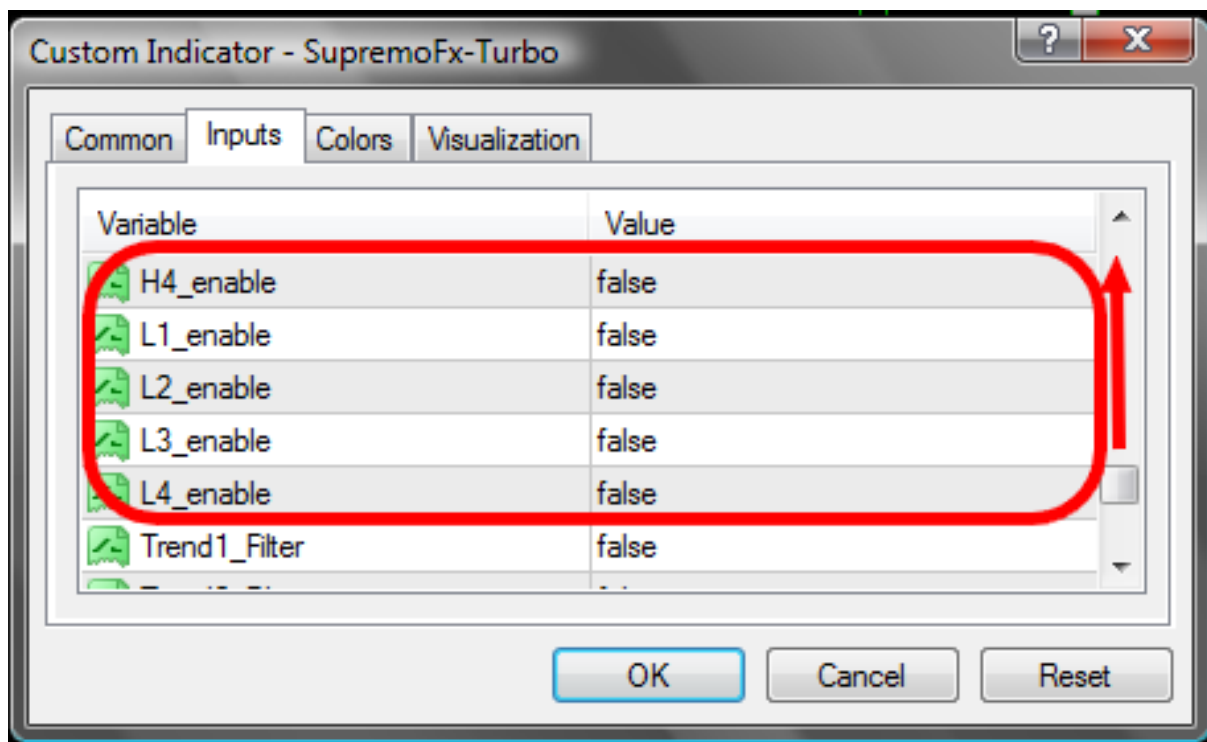 Custom Indicator - SupremoFx-Turbo
?
X
Common Inputs Colors Visualization
Variable Value
H4_enable false
L1_enable false
L2_enable false
L3_enable false
L4_enable false
Trend1_Filter false
OK Cancel Reset